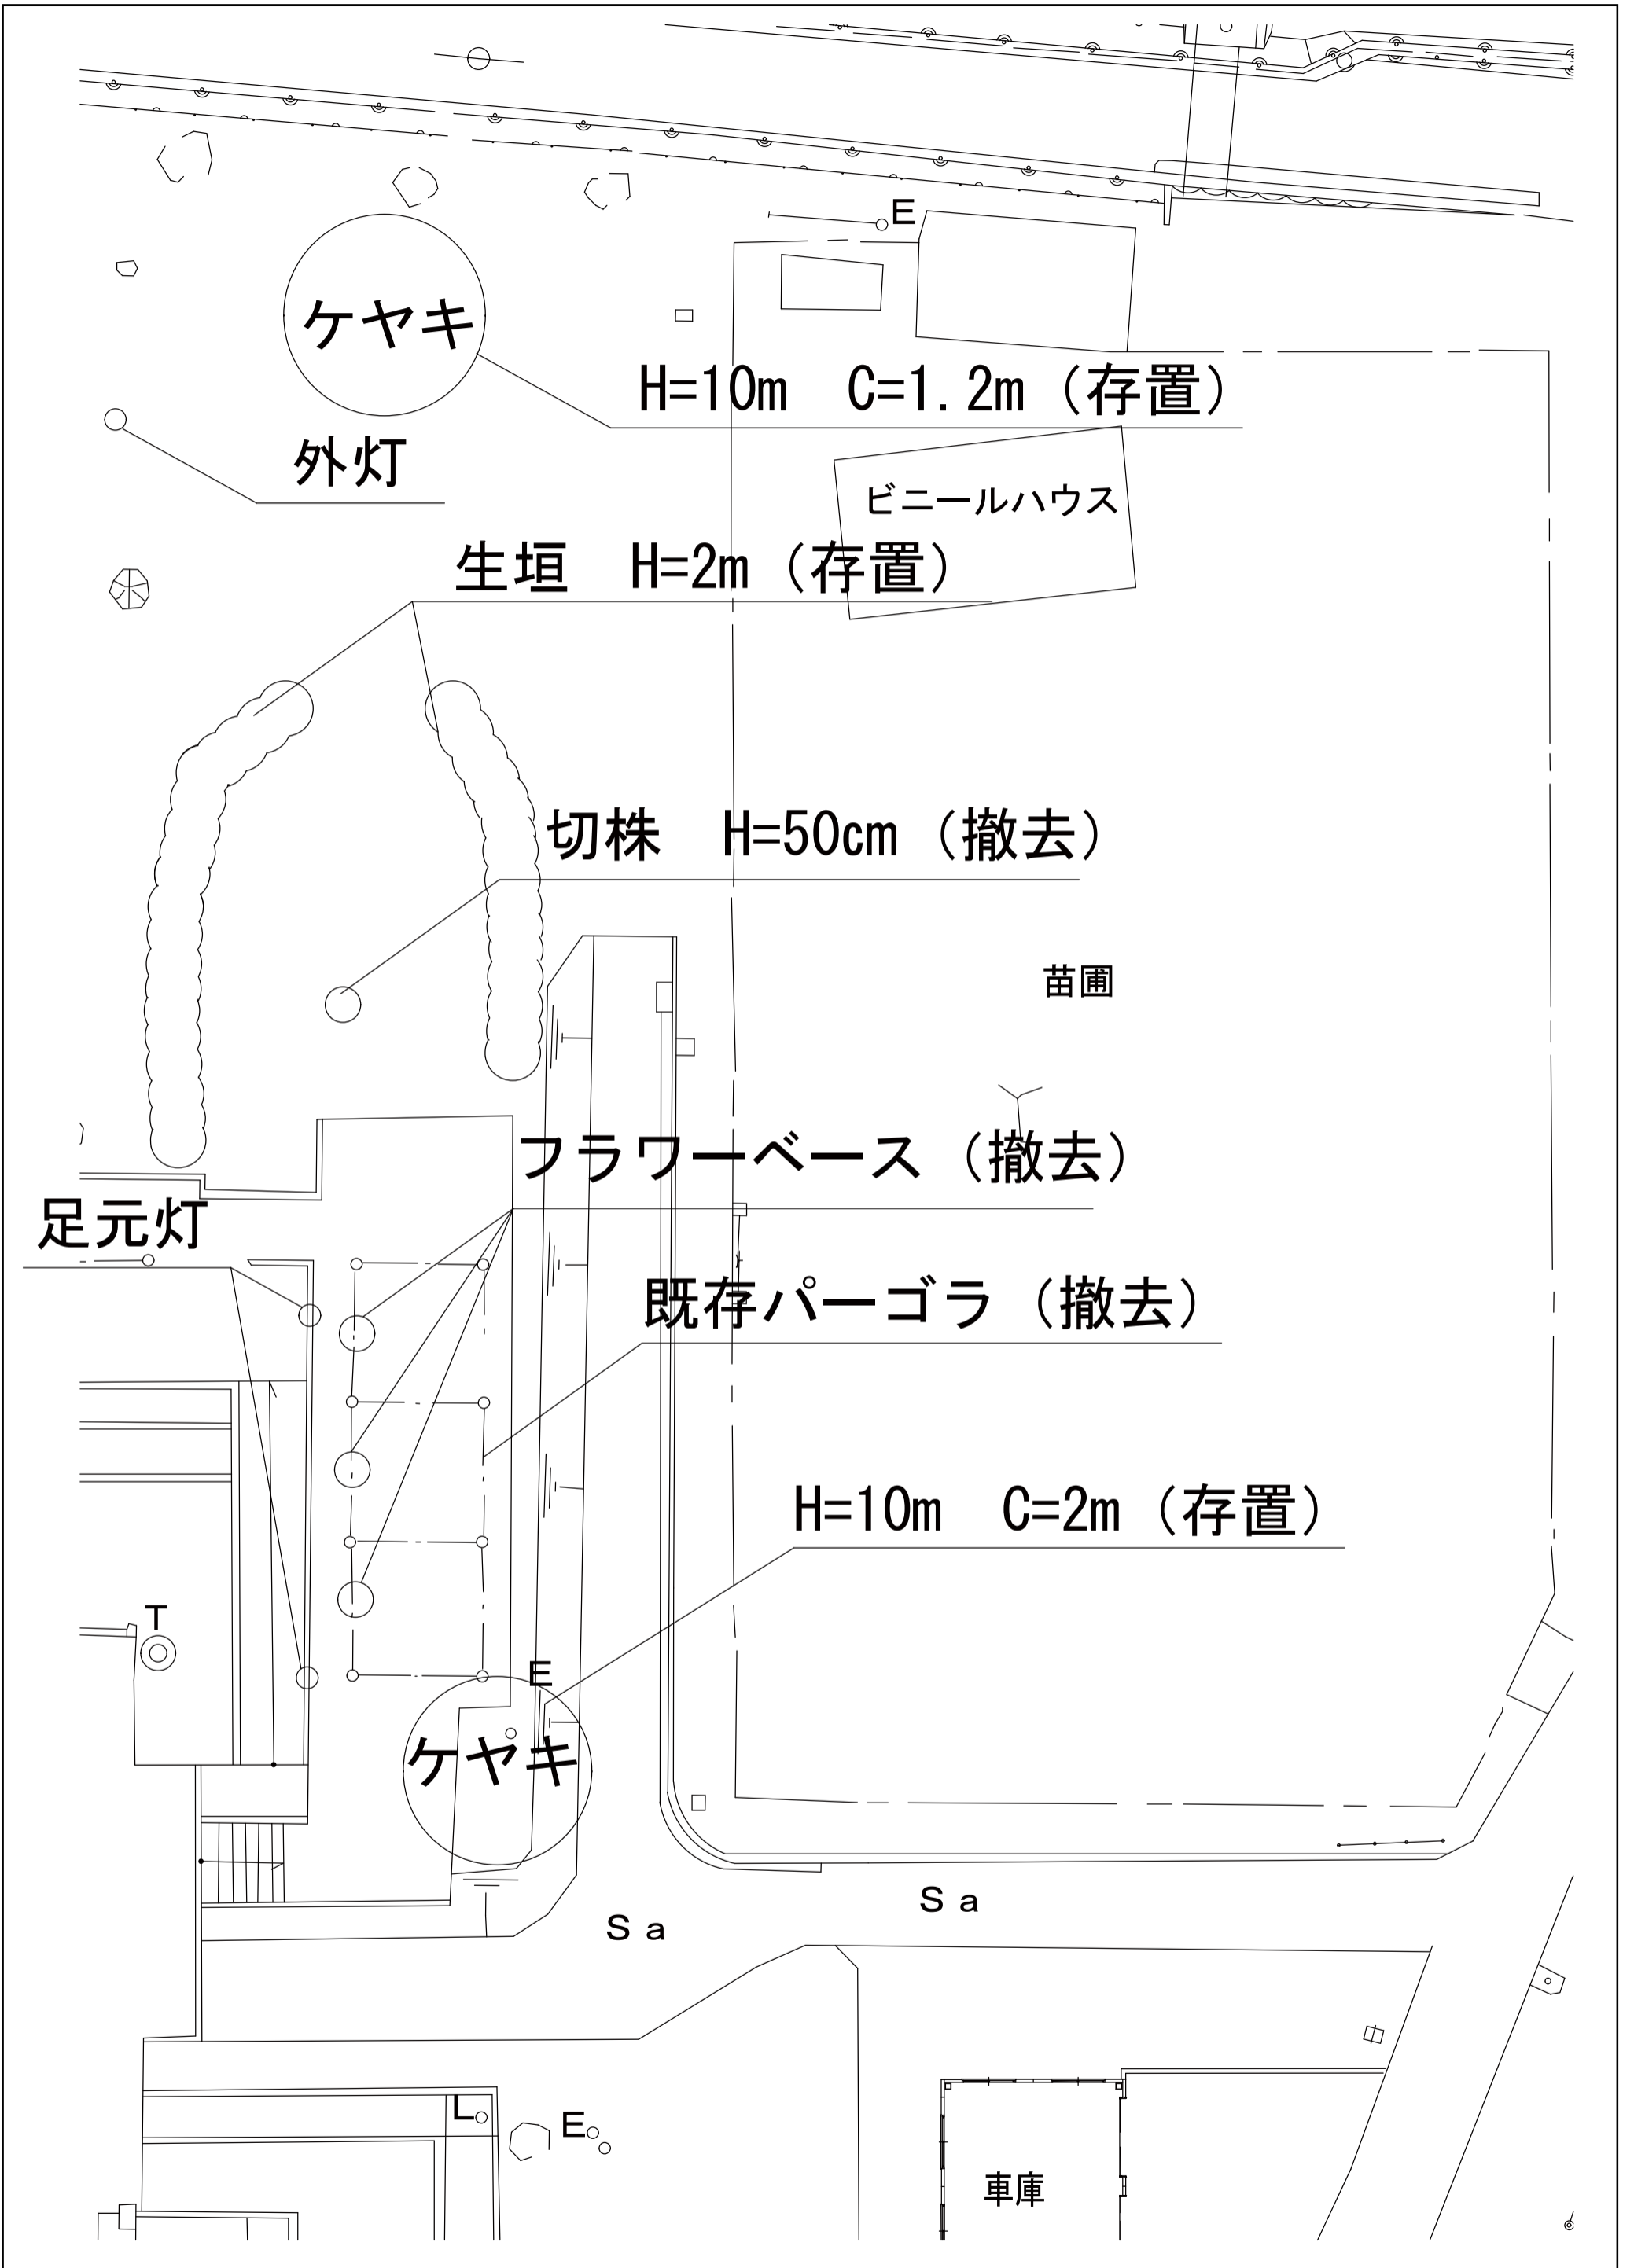 E
ケヤキ
H=10m　C=1.2m（存置）
外灯
ビニールハウス
生垣　H=2m（存置）
切株　H=50cm（撤去）
苗圃
フラワーベース（撤去）
足元灯
既存パーゴラ（撤去）
H=10m　C=2m（存置）
T
E
ケヤキ
Sa
Sa
L
E
車庫